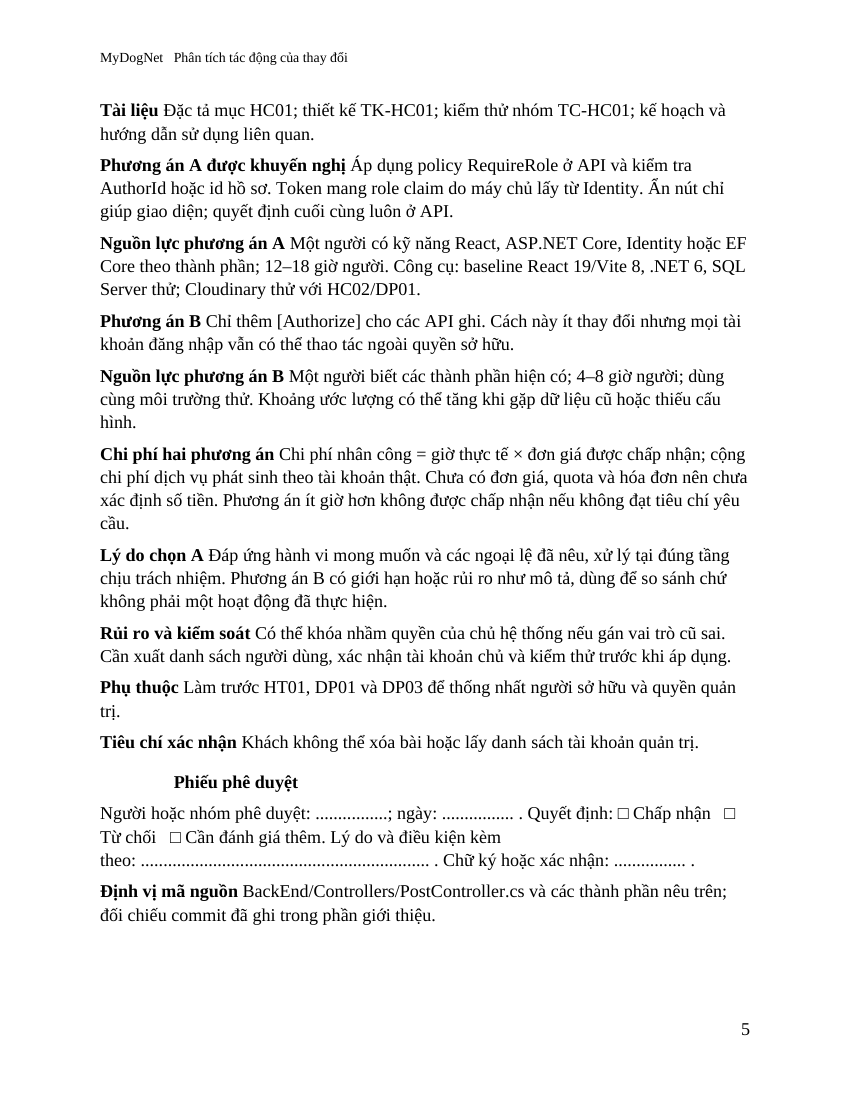 MyDogNet Phân tích tác động của thay đổi
Tài liệu Đặc tả mục HC01; thiết kế TK-HC01; kiểm thử nhóm TC-HC01; kế hoạch và
hướng dẫn sử dụng liên quan.
Phương án A được khuyến nghị Áp dụng policy RequireRole ở API và kiểm tra
AuthorId hoặc id hồ sơ. Token mang role claim do máy chủ lấy từ Identity. Ẩn nút chỉ
giúp giao diện; quyết định cuối cùng luôn ở API.
Nguồn lực phương án A Một người có kỹ năng React, ASP.NET Core, Identity hoặc EF
Core theo thành phần; 12–18 giờ người. Công cụ: baseline React 19/Vite 8, .NET 6, SQL
Server thử; Cloudinary thử với HC02/DP01.
Phương án B Chỉ thêm [Authorize] cho các API ghi. Cách này ít thay đổi nhưng mọi tài
khoản đăng nhập vẫn có thể thao tác ngoài quyền sở hữu.
Nguồn lực phương án B Một người biết các thành phần hiện có; 4–8 giờ người; dùng
cùng môi trường thử. Khoảng ước lượng có thể tăng khi gặp dữ liệu cũ hoặc thiếu cấu
hình.
Chi phí hai phương án Chi phí nhân công = giờ thực tế × đơn giá được chấp nhận; cộng
chi phí dịch vụ phát sinh theo tài khoản thật. Chưa có đơn giá, quota và hóa đơn nên chưa
xác định số tiền. Phương án ít giờ hơn không được chấp nhận nếu không đạt tiêu chí yêu
cầu.
Lý do chọn A Đáp ứng hành vi mong muốn và các ngoại lệ đã nêu, xử lý tại đúng tầng
chịu trách nhiệm. Phương án B có giới hạn hoặc rủi ro như mô tả, dùng để so sánh chứ
không phải một hoạt động đã thực hiện.
Rủi ro và kiểm soát Có thể khóa nhầm quyền của chủ hệ thống nếu gán vai trò cũ sai.
Cần xuất danh sách người dùng, xác nhận tài khoản chủ và kiểm thử trước khi áp dụng.
Phụ thuộc Làm trước HT01, DP01 và DP03 để thống nhất người sở hữu và quyền quản
trị.
Tiêu chí xác nhận Khách không thể xóa bài hoặc lấy danh sách tài khoản quản trị.
Phiếu phê duyệt
Người hoặc nhóm phê duyệt: ................; ngày: ................ . Quyết định: □ Chấp nhận □
Từ chối □ Cần đánh giá thêm. Lý do và điều kiện kèm
theo: ................................................................ . Chữ ký hoặc xác nhận: ................ .
Định vị mã nguồn BackEnd/Controllers/PostController.cs và các thành phần nêu trên;
đối chiếu commit đã ghi trong phần giới thiệu.
5